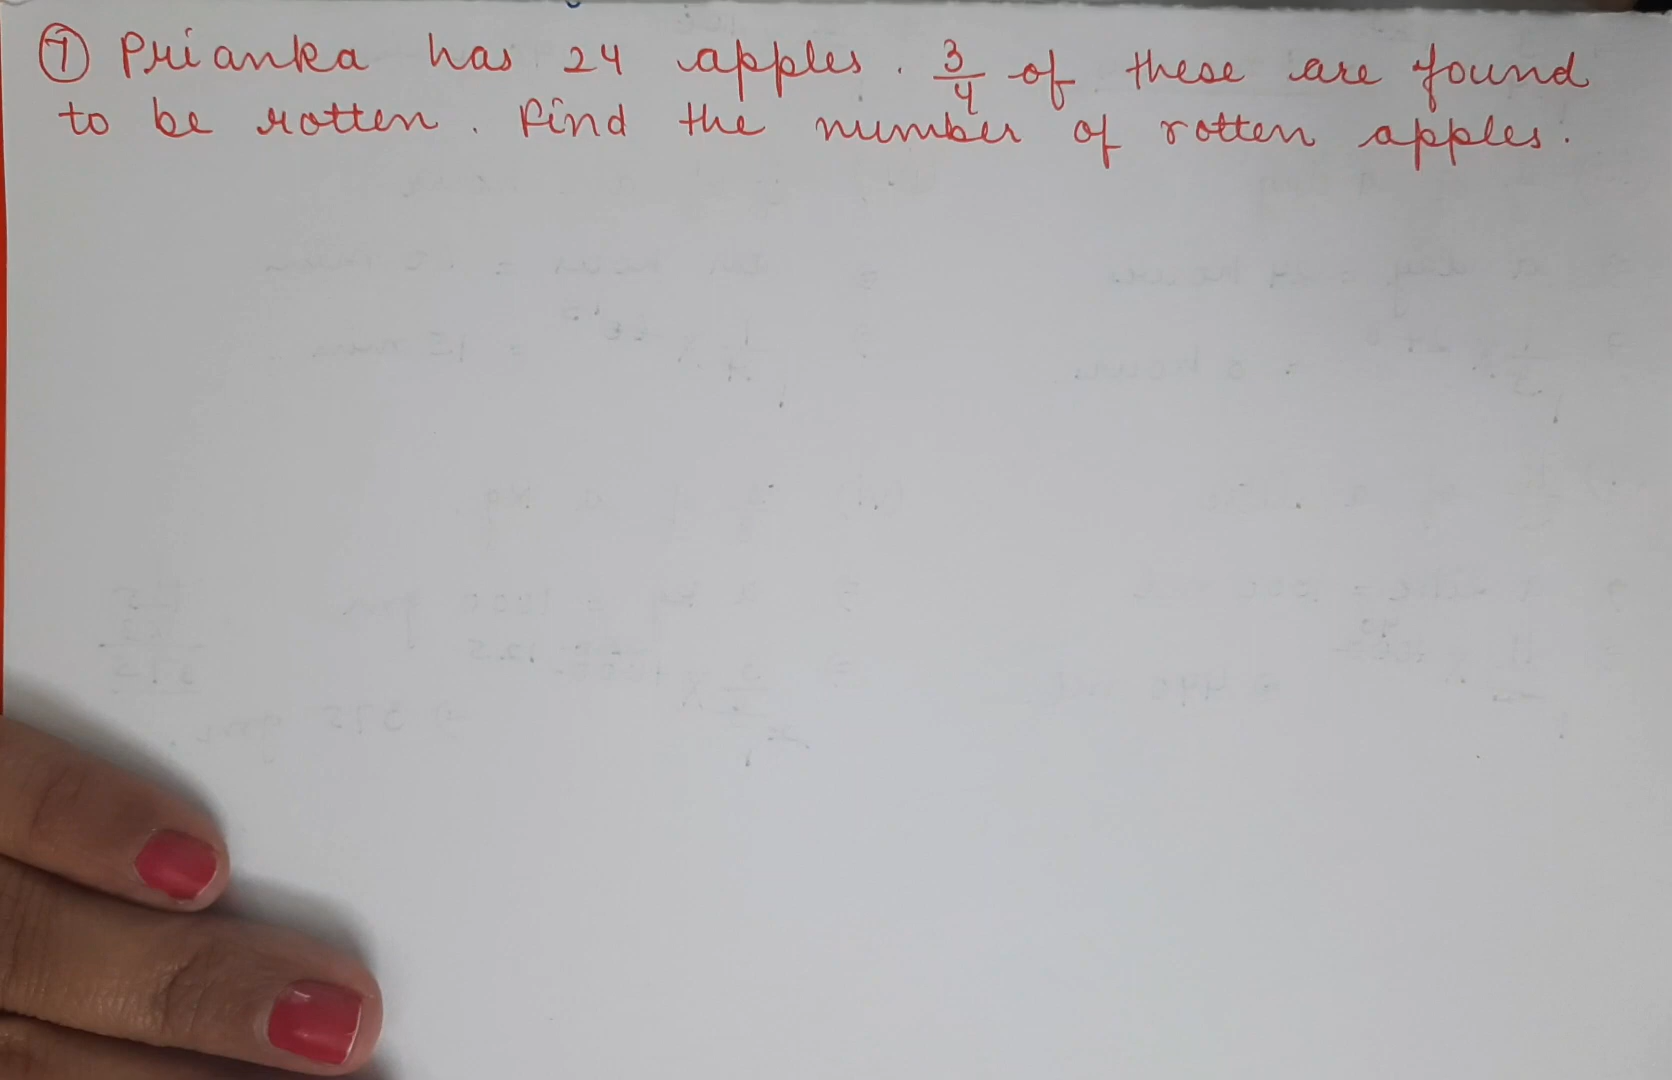 ⑦ Prianka has 24 apples. 3/4 of these are found
to be rotten. Find the number of rotten apples.